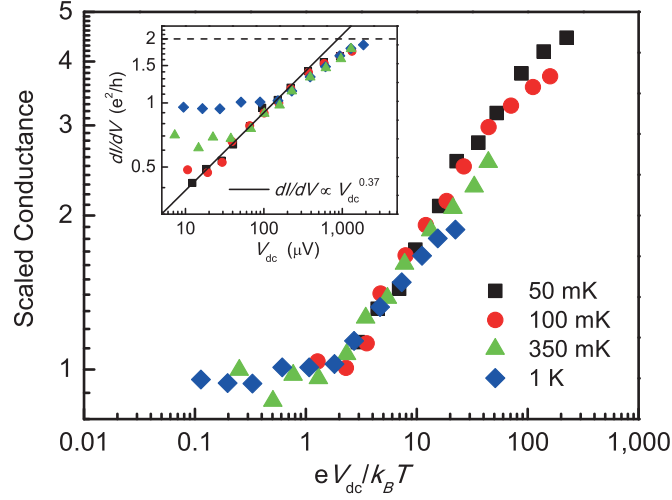 5
4
3
2
1
Scaled Conductance
0.01
0.1
1
10
100
1,000
eV_dc/k_BT
2
1.5
1
0.5
dI/dV (e²/h)
10
100
1,000
V_dc (μV)
dI/dV ∝ V_dc^0.37
50 mK
100 mK
350 mK
1 K